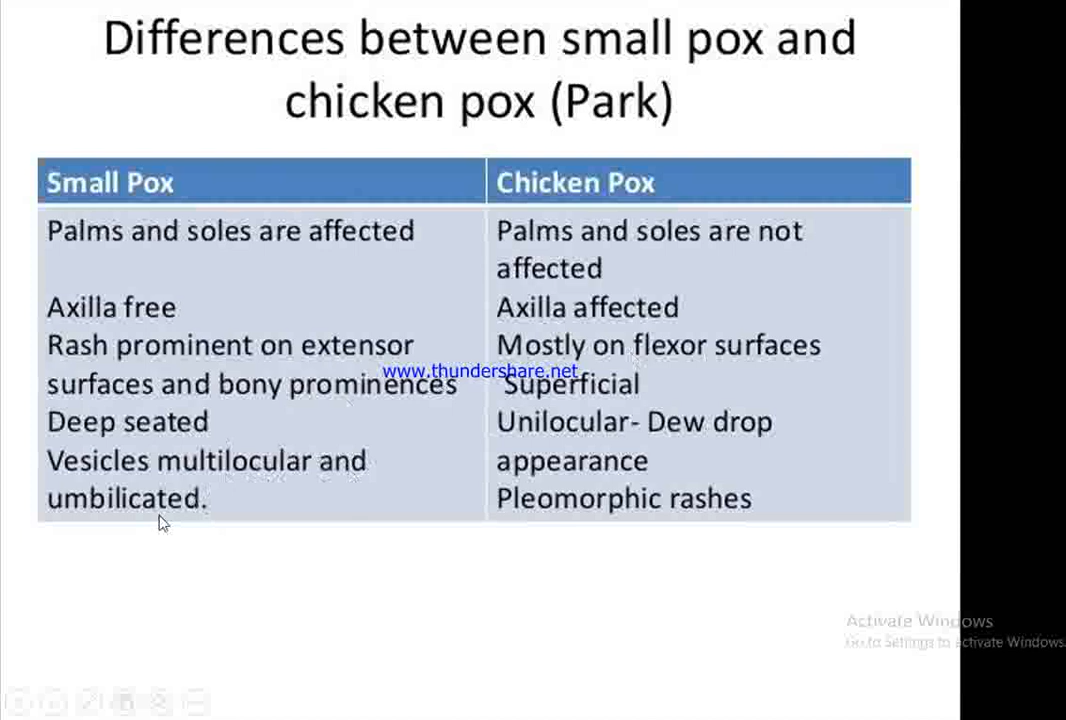 Differences between small pox and
chicken pox (Park)
Small Pox
Chicken Pox
Palms and soles are affected
Axilla free
Rash prominent on extensor
surfaces and bony prominences
Deep seated
Vesicles multilocular and
umbilicated.
Palms and soles are not
affected
Axilla affected
Mostly on flexor surfaces
Superficial
Unilocular- Dew drop
appearance
Pleomorphic rashes
www.thundershare.net
Activate Windows
Go to Settings to activate Windows.